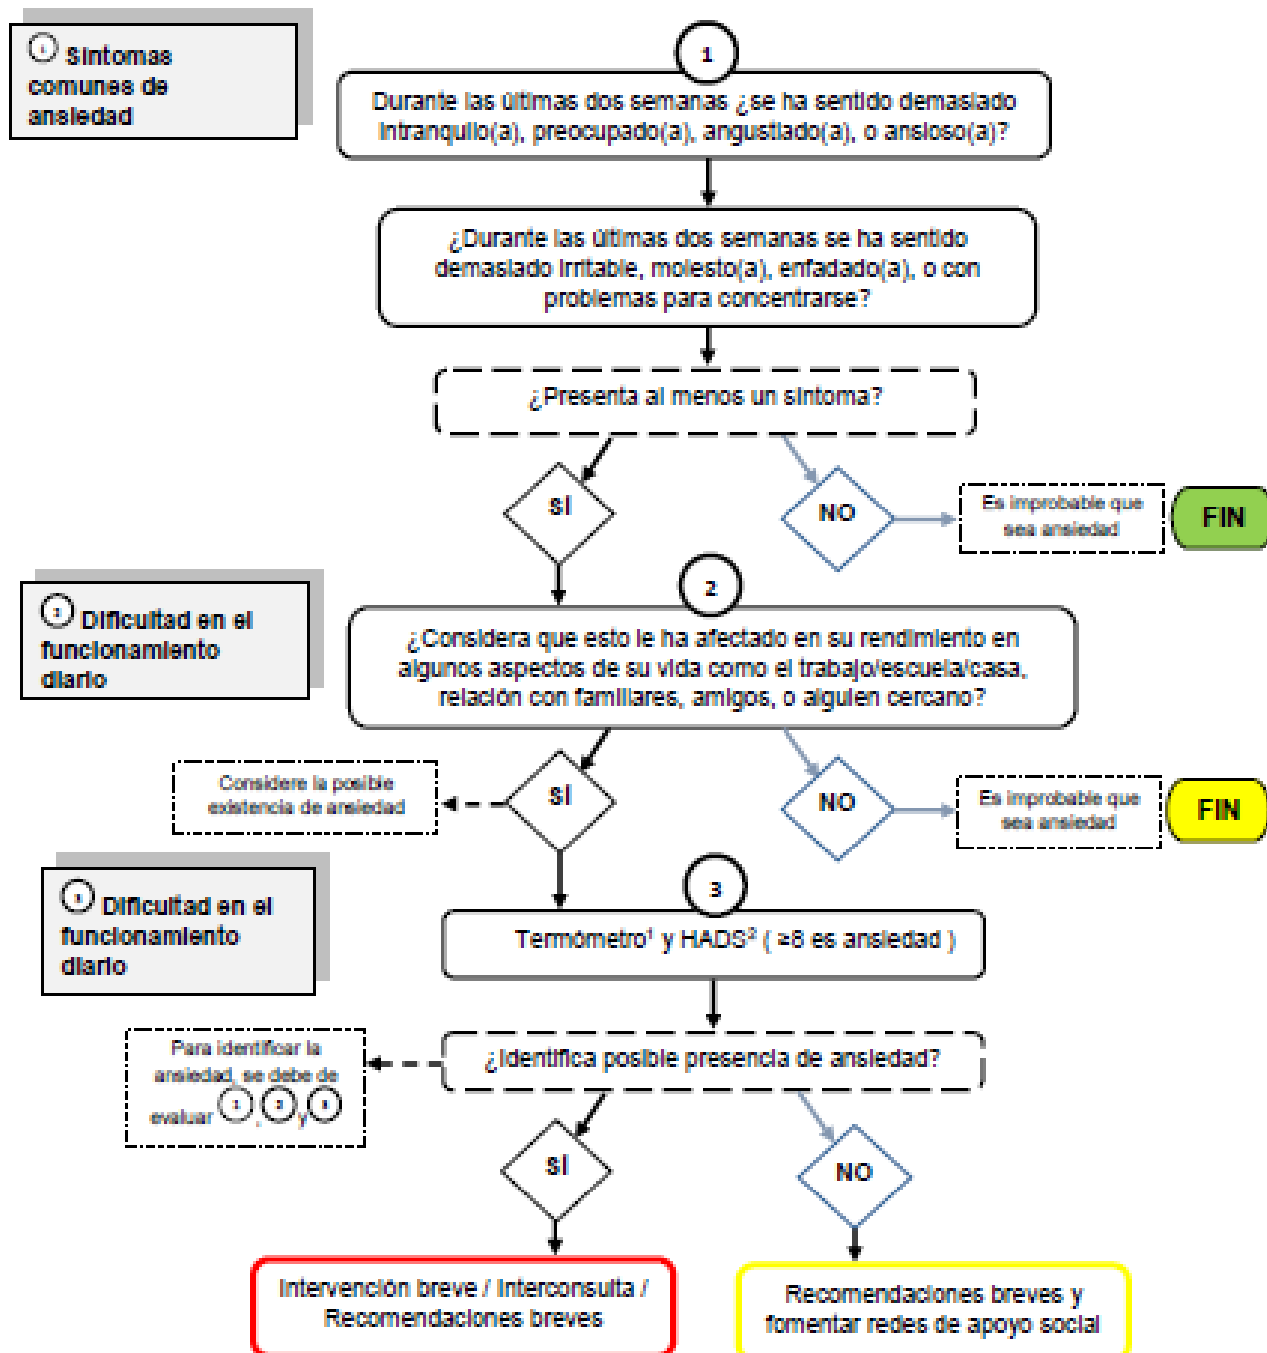 1
1 Síntomas
comunes de
ansiedad
Durante las últimas dos semanas ¿se ha sentido demasiado
intranquilo(a), preocupado(a), angustiado(a), o ansioso(a)?
¿Durante las últimas dos semanas se ha sentido
demasiado irritable, molesto(a), enfadado(a), o con
problemas para concentrarse?
¿Presenta al menos un síntoma?
SÍ
NO
Es improbable que
sea ansiedad
FIN
2
2 Dificultad en el
funcionamiento
diario
¿Considera que esto le ha afectado en su rendimiento en
algunos aspectos de su vida como el trabajo/escuela/casa,
relación con familiares, amigos, o alguien cercano?
Considere la posible
existencia de ansiedad
SÍ
NO
Es improbable que
sea ansiedad
FIN
3
3 Dificultad en el
funcionamiento
diario
Termómetro¹ y HADS² ( ≥8 es ansiedad )
¿Identifica posible presencia de ansiedad?
Para identificar la
ansiedad, se debe de
evaluar 1, 2 y 3
SÍ
NO
Intervención breve / Interconsulta /
Recomendaciones breves
Recomendaciones breves y
fomentar redes de apoyo social